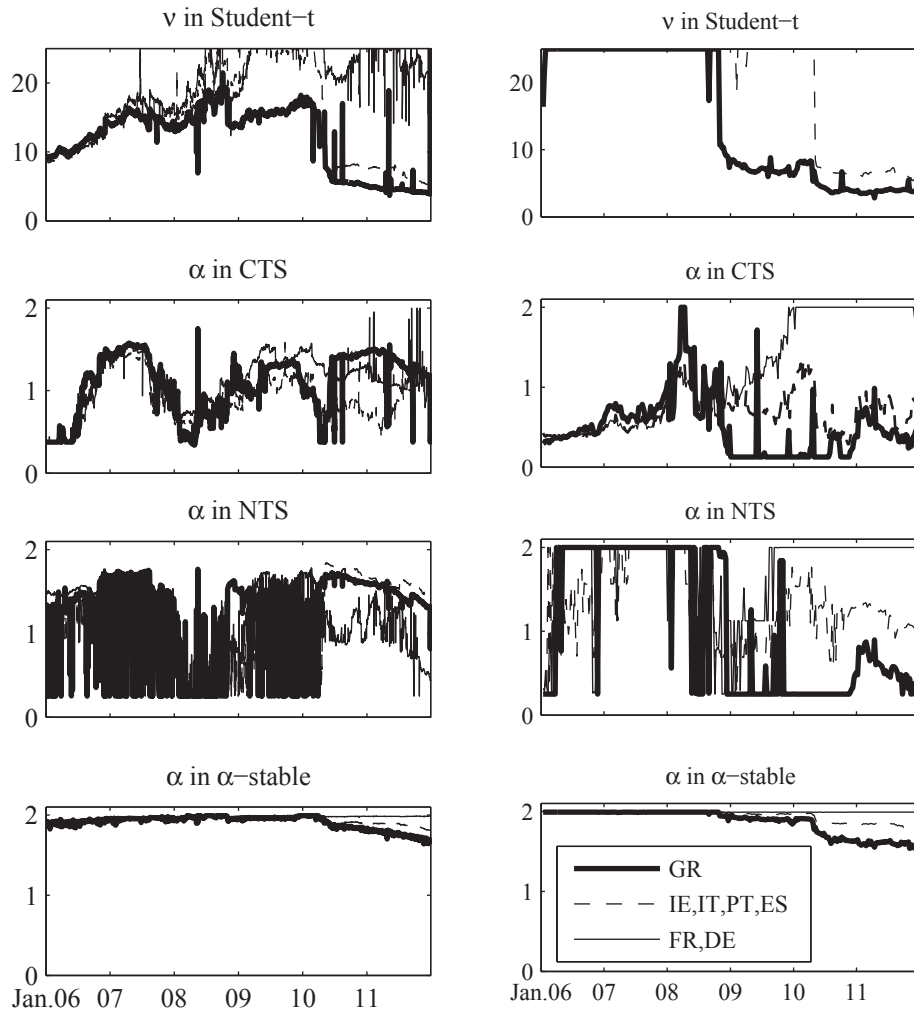 ν in Student−t
20
10
0
α in CTS
2
1
0
α in NTS
2
1
0
α in α−stable
2
1
0
Jan.06 07 08 09 10 11
ν in Student−t
20
10
0
α in CTS
2
1
0
α in NTS
2
1
0
α in α−stable
2
1
0
GR
IE,IT,PT,ES
FR,DE
Jan.06 07 08 09 10 11